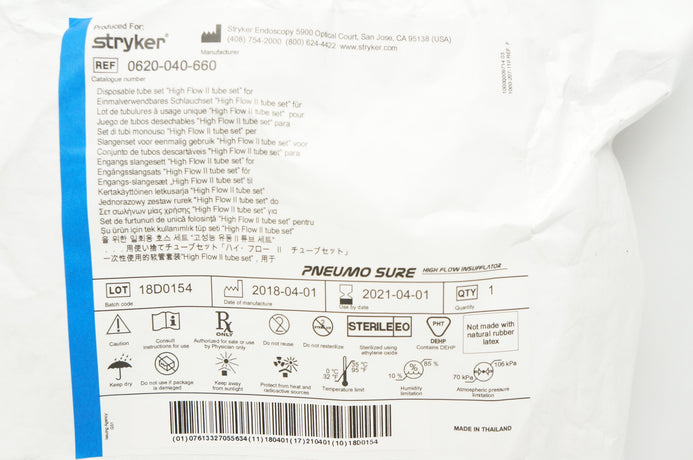 Produced For:
stryker®
Stryker Endoscopy 5900 Optical Court, San Jose, CA 95138 (USA)
(408) 754-2000 (800) 624-4422 www.stryker.com
Manufacturer
REF 0620-040-660
Catalogue number
Disposable tube set "High Flow II tube set" for
Einmalverwendbares Schlauchset "High Flow II tube set" für
Lot de tubulures à usage unique "High Flow II tube set" pour
Juego de tubos desechables "High Flow II tube set" para
Set di tubi monouso "High Flow II tube set" per
Slangenset voor eenmalig gebruik "High Flow II tube set" voor
Conjunto de tubos descartáveis "High Flow II tube set" para
Engangs slangesett "High Flow II tube set" for
Engångsslangsats "High Flow II tube set" för
Engangs-slangesæt „High Flow II tube set" til
Kertakäyttöinen letkusarja "High Flow II tube set"
Jednorazowy zestaw rurek "High Flow II tube set" do
Σετ σωλήνων μίας χρήσης "High Flow II tube set" για
Set de furtunuri de unică folosință "High Flow II tube set" pentru
Şu ürün için tek kullanımlık tüp seti "High Flow II tube set"
을 위한 일회용 호스 세트 "고성능 유동 II 튜브 세트"
用使い捨てチューブセット「ハイ・フロー II チューブセット」
一次性使用的软管套装"High Flow II tube set", 用于
PNEUMO SURE HIGH FLOW INSUFFLATOR
LOT 18D0154
Batch code
2018-04-01
Date of manufacture
2021-04-01
Use by date
QTY 1
Quantity
Caution
Consult instructions for use
Rx ONLY
Authorized for sale or use by Physician only
Do not reuse
Do not resterilize
STERILE EO
Sterilized using ethylene oxide
PHT
DEHP
Contains DEHP
Not made with natural rubber latex
Keep dry
Do not use if package is damaged
Keep away from sunlight
Protect from heat and radioactive sources
0 °C
32 °F
35 °C
95 °F
Temperature limit
10 %
85 %
Humidity limitation
70 kPa
106 kPa
Atmospheric pressure limitation
(01)07613327055634(11)180401(17)210401(10)18D0154
MADE IN THAILAND